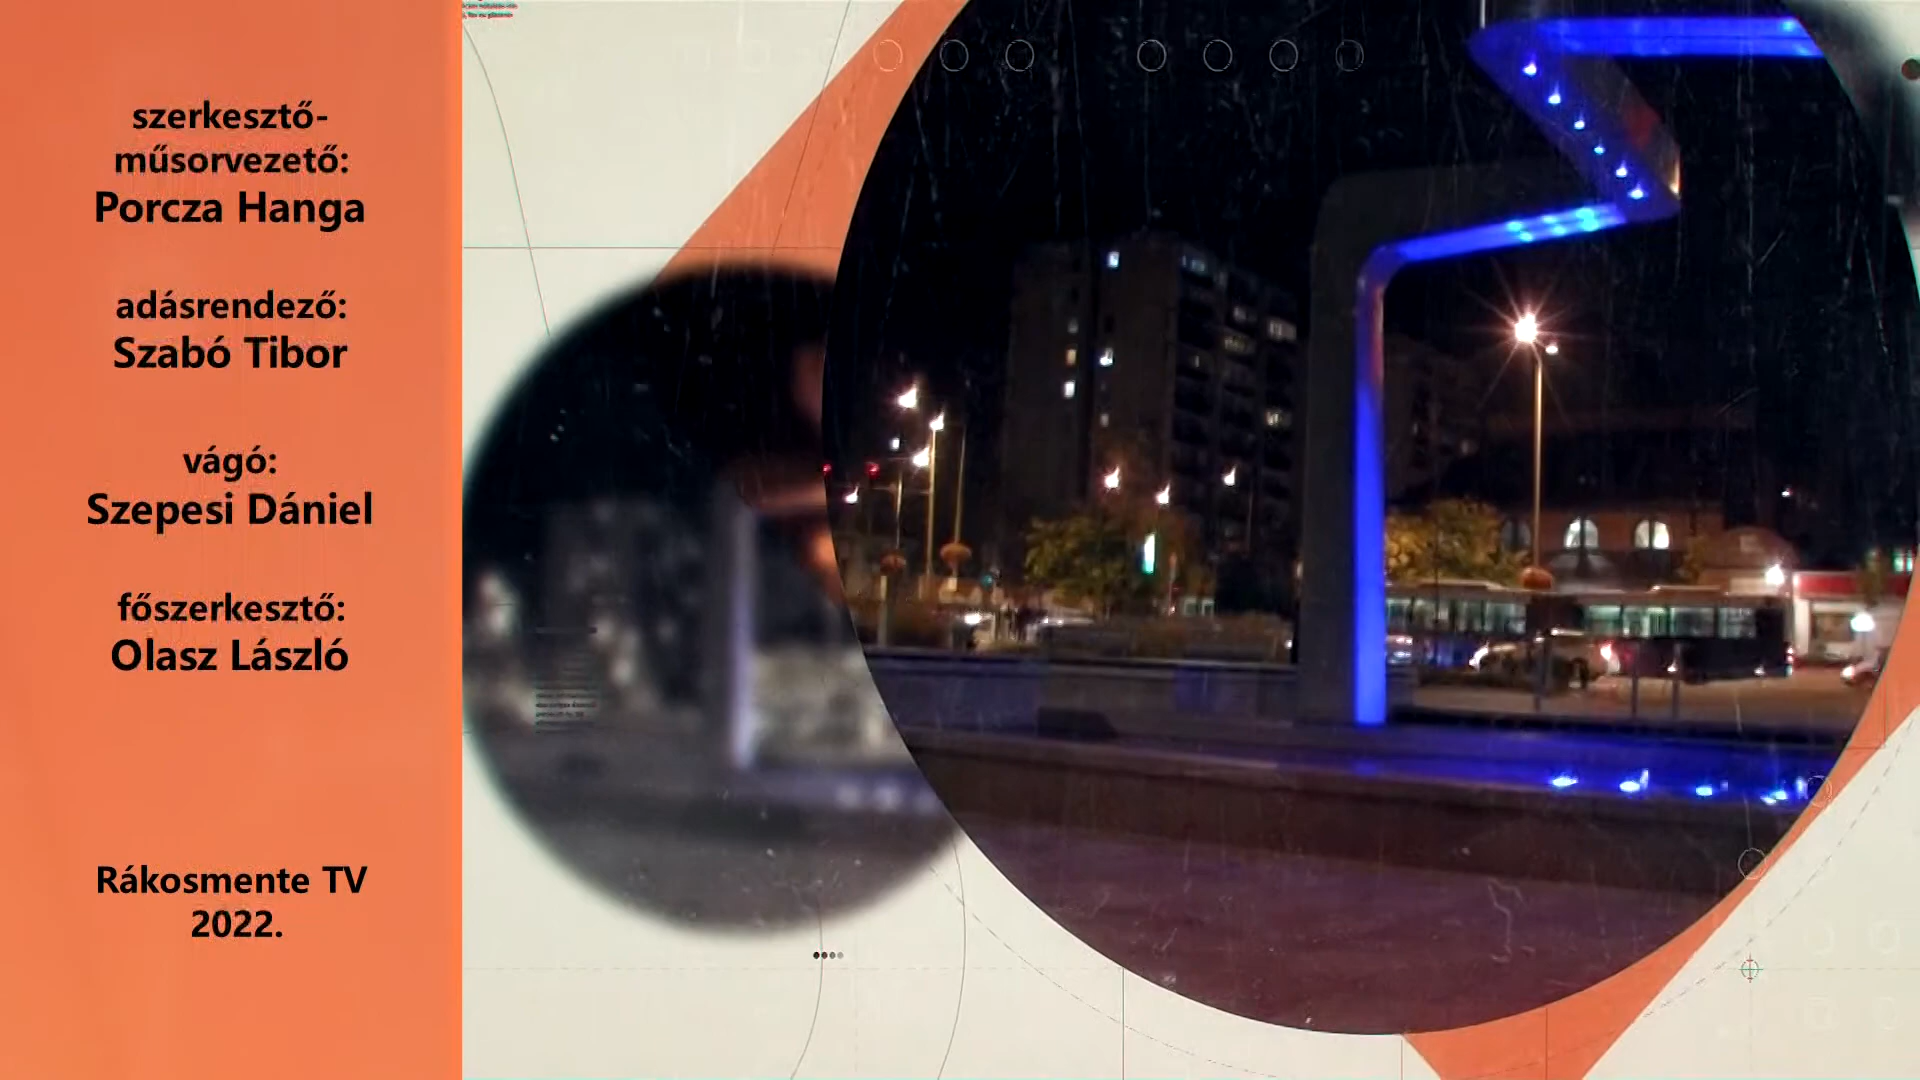 szerkesztő-
műsorvezető:
Porcza Hanga
adásrendező:
Szabó Tibor
vágó:
Szepesi Dániel
főszerkesztő:
Olasz László
Rákosmente TV
2022.